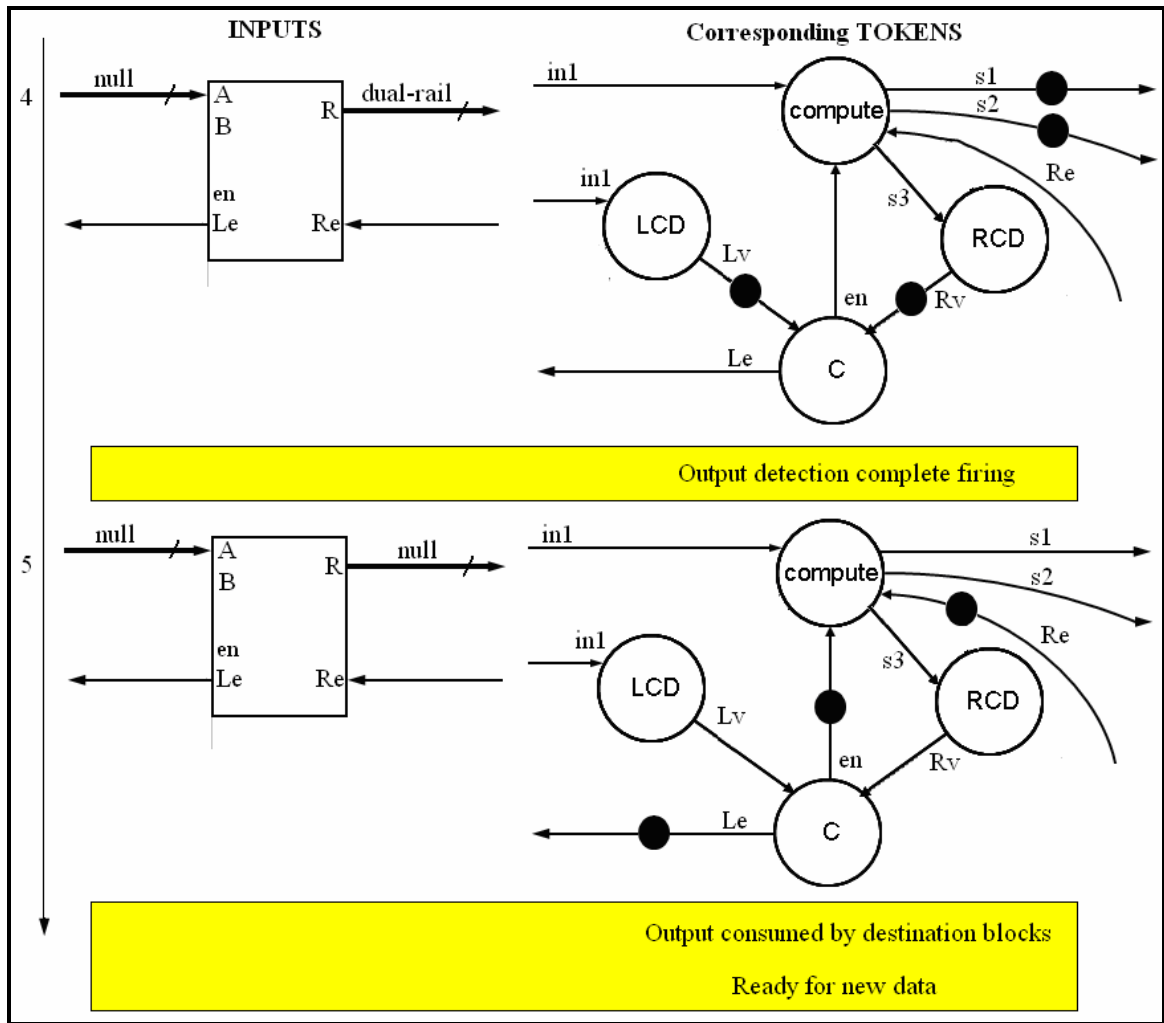 INPUTS
Corresponding TOKENS
4
null
A
B
R
dual-rail
en
Le
Re
in1
compute
s1
s2
Re
in1
LCD
s3
RCD
Lv
Rv
en
Le
C
Output detection complete firing
5
null
A
B
R
null
en
Le
Re
in1
compute
s1
s2
Re
in1
LCD
s3
RCD
Lv
Rv
en
Le
C
Output consumed by destination blocks
Ready for new data